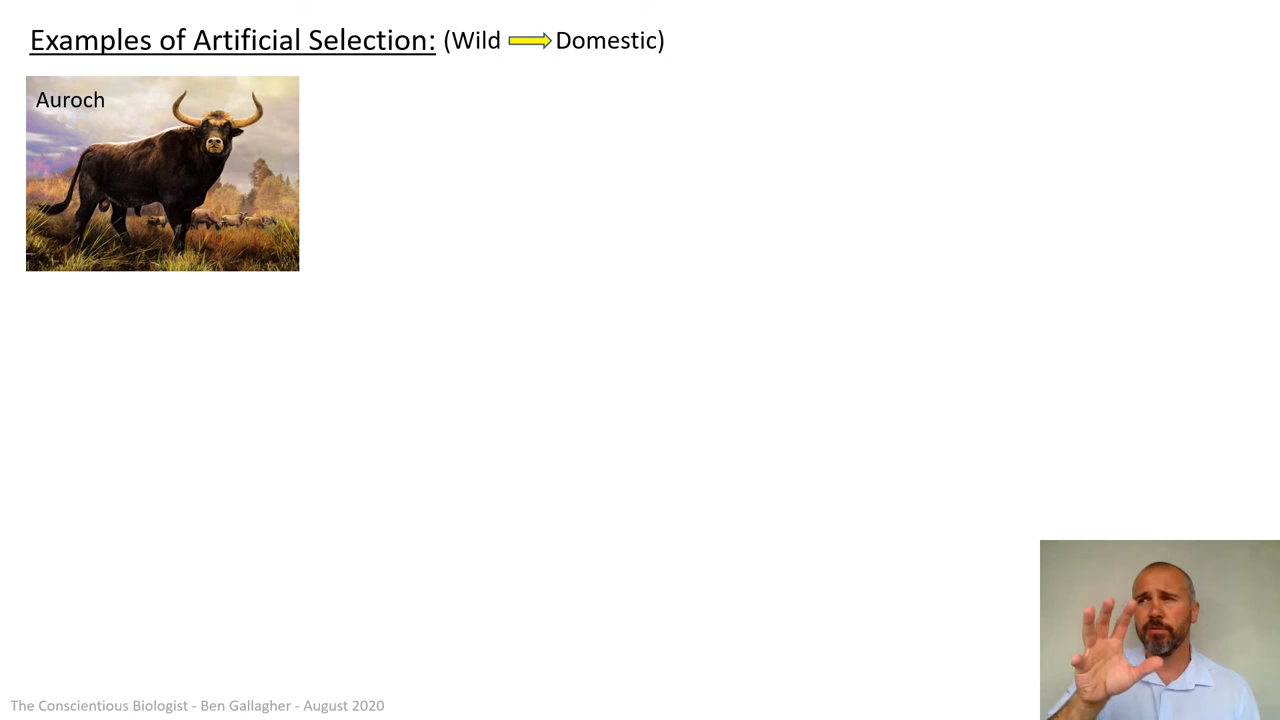 Examples of Artificial Selection: (Wild Domestic)
Auroch
The Conscientious Biologist - Ben Gallagher - August 2020